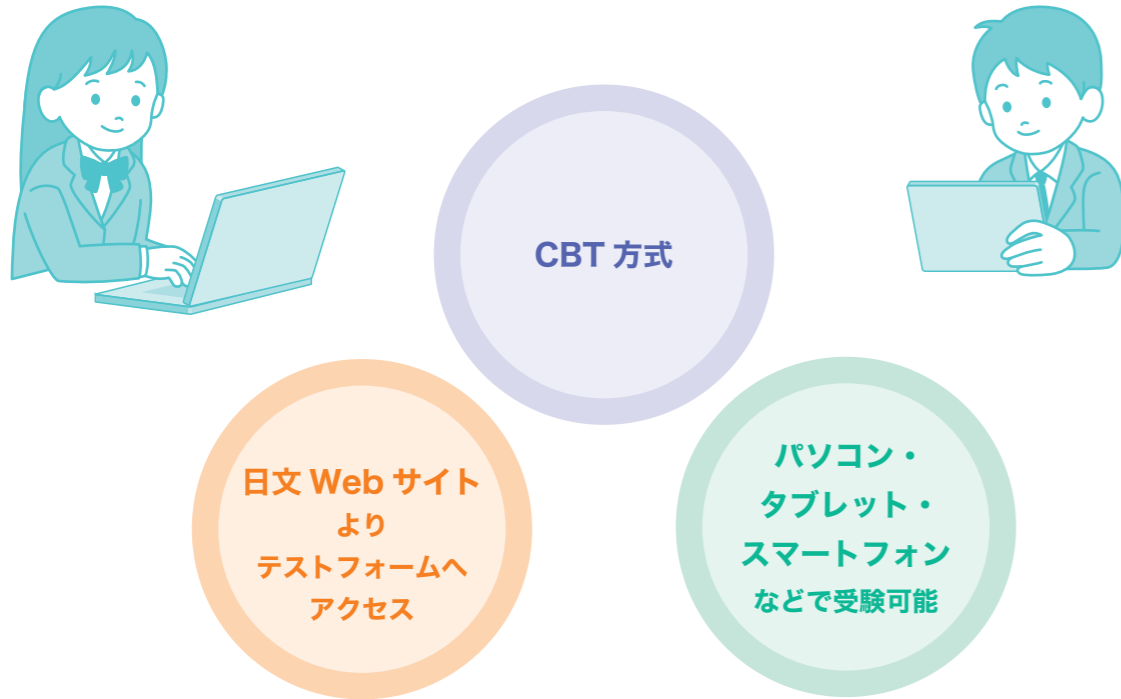 CBT 方式
日文 Web サイト
より
テストフォームへ
アクセス
パソコン・
タブレット・
スマートフォン
などで受験可能